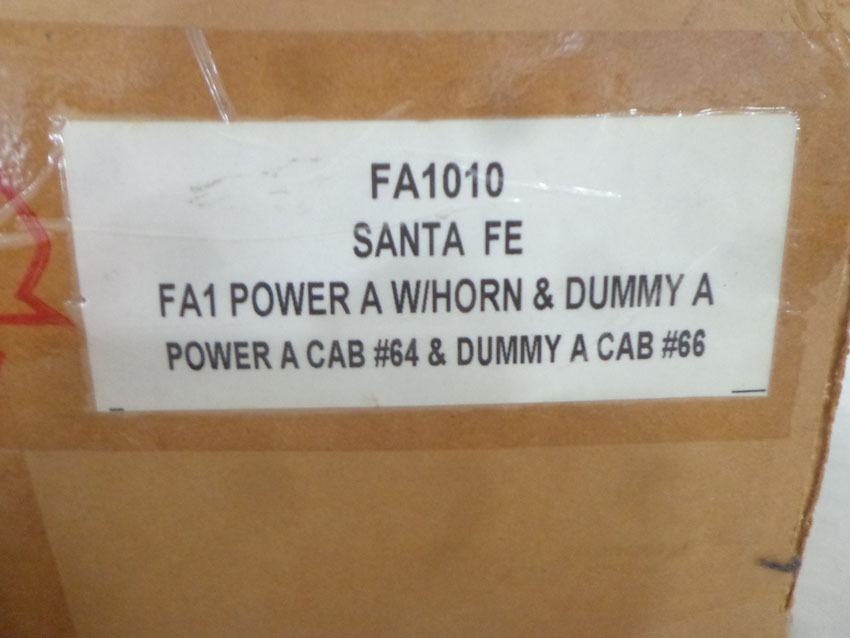 FA1010
SANTA FE
FA1 POWER A W/HORN & DUMMY A
POWER A CAB #64 & DUMMY A CAB #66